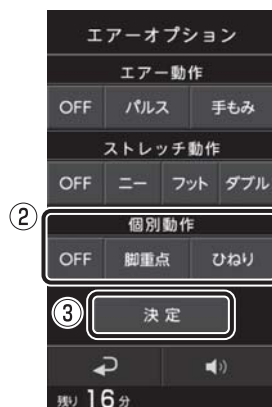 エアーオプション
エアー動作
OFF パルス 手もみ
ストレッチ動作
OFF ニー フット ダブル
② 個別動作
OFF 脚重点 ひねり
③ 決定
残り 16分